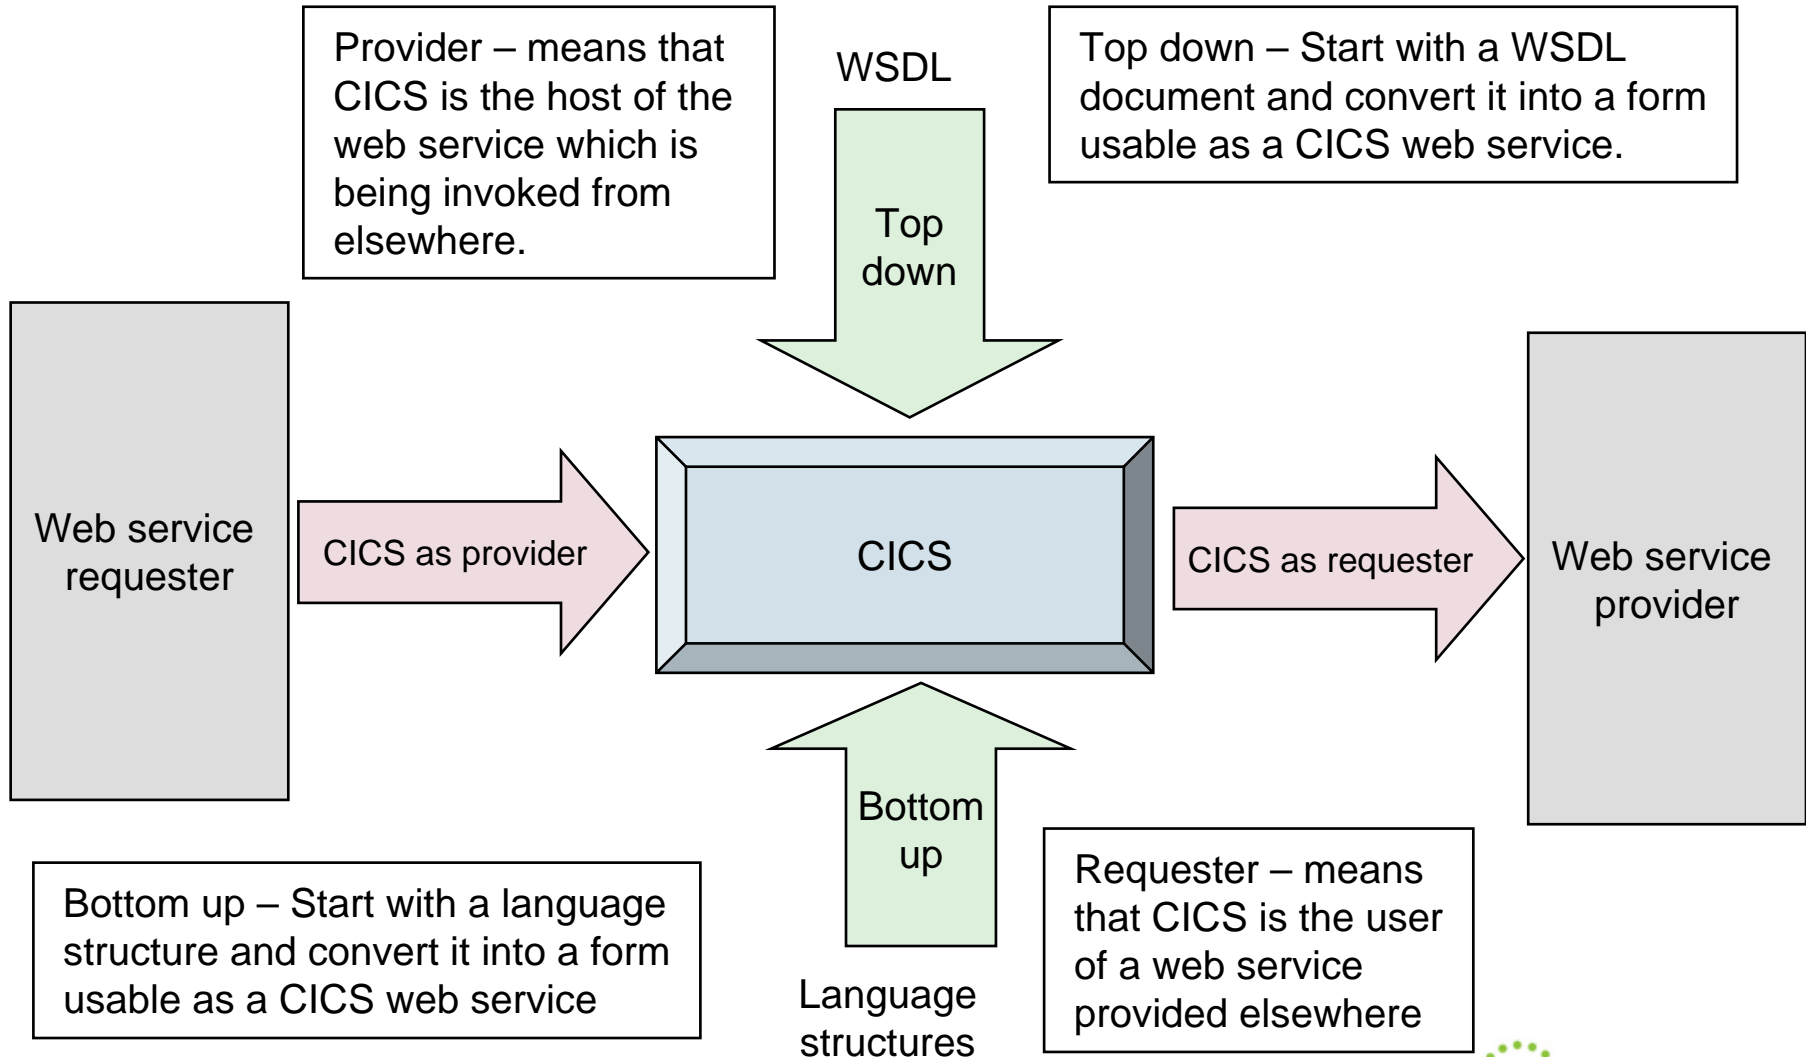 Provider – means that
CICS is the host of the
web service which is
being invoked from
elsewhere.
WSDL
Top down – Start with a WSDL
document and convert it into a form
usable as a CICS web service.
Top
down
Web service
requester
CICS as provider
CICS
CICS as requester
Web service
provider
Bottom
up
Bottom up – Start with a language
structure and convert it into a form
usable as a CICS web service
Language
structures
Requester – means
that CICS is the user
of a web service
provided elsewhere